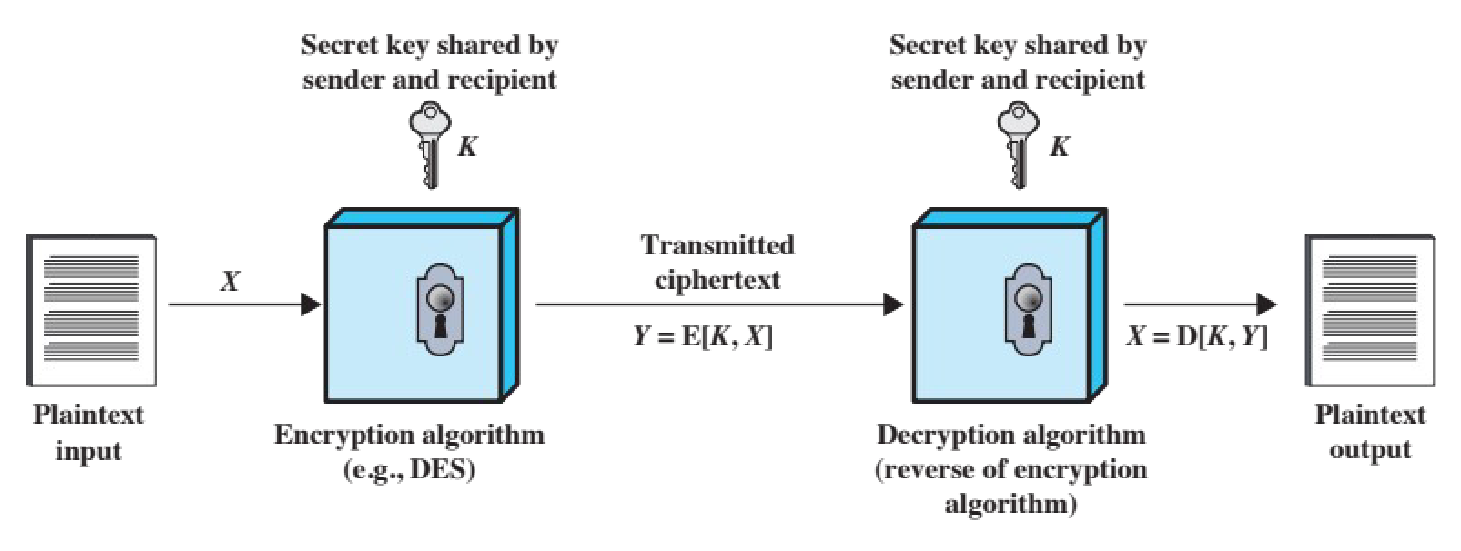 Secret key shared by
sender and recipient
K
Secret key shared by
sender and recipient
K
Plaintext
input
X
Encryption algorithm
(e.g., DES)
Transmitted
ciphertext
Y = E[K, X]
Decryption algorithm
(reverse of encryption
algorithm)
X = D[K, Y]
Plaintext
output